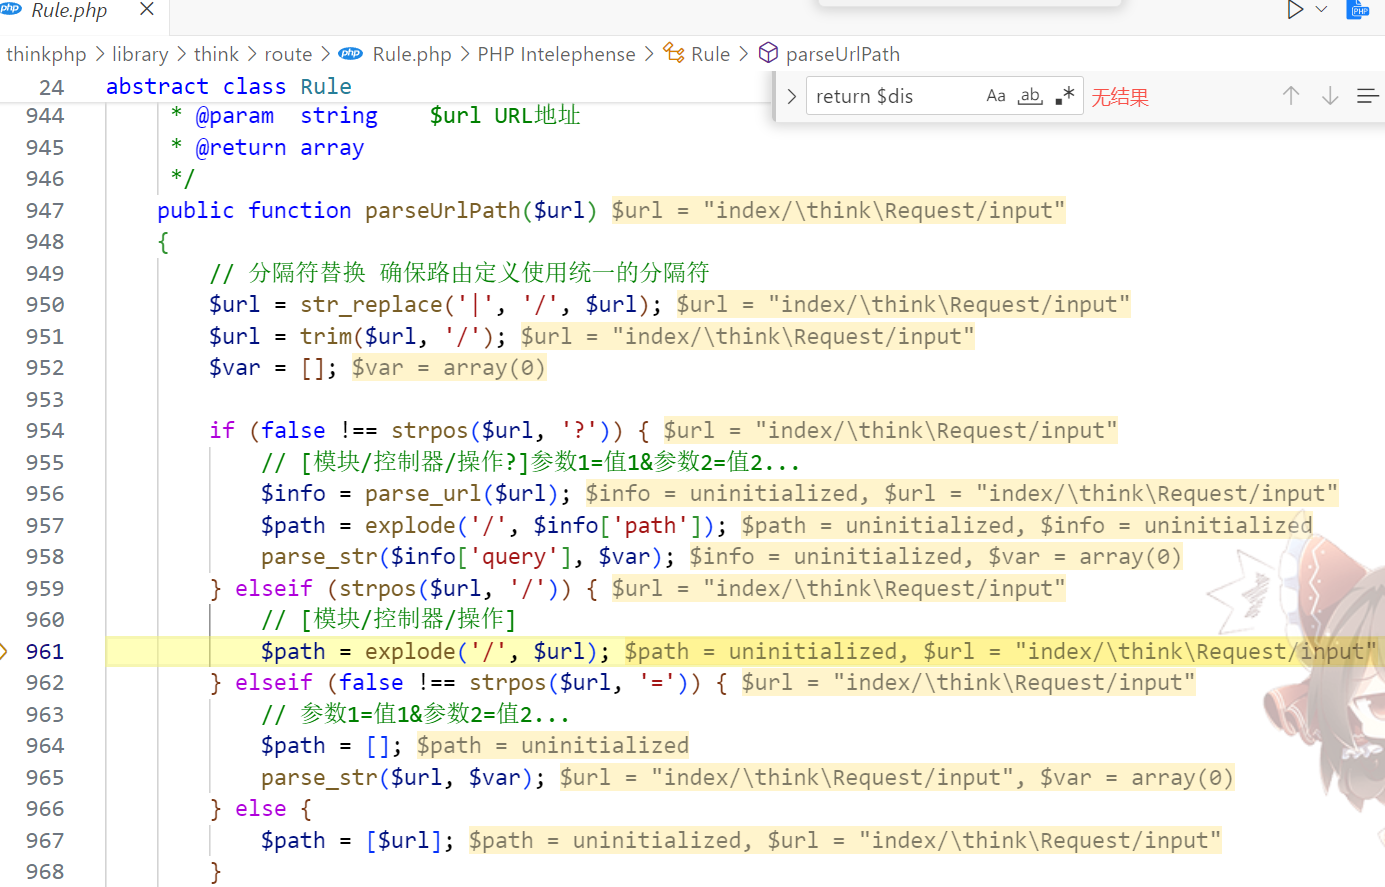 php Rule.php ×
PHP
thinkphp > library > think > route > php Rule.php > PHP Intelephense > Rule > parseUrlPath
24 abstract class Rule
return $dis Aa ab .* 无结果
944 * @param  string    $url URL地址
945 * @return array
946 */
947 public function parseUrlPath($url) $url = "index/\think\Request/input"
948 {
949 // 分隔符替换 确保路由定义使用统一的分隔符
950 $url = str_replace('|', '/', $url); $url = "index/\think\Request/input"
951 $url = trim($url, '/'); $url = "index/\think\Request/input"
952 $var = []; $var = array(0)
953
954 if (false !== strpos($url, '?')) { $url = "index/\think\Request/input"
955 // [模块/控制器/操作?]参数1=值1&参数2=值2...
956 $info = parse_url($url); $info = uninitialized, $url = "index/\think\Request/input"
957 $path = explode('/', $info['path']); $path = uninitialized, $info = uninitialized
958 parse_str($info['query'], $var); $info = uninitialized, $var = array(0)
959 } elseif (strpos($url, '/')) { $url = "index/\think\Request/input"
960 // [模块/控制器/操作]
961 $path = explode('/', $url); $path = uninitialized, $url = "index/\think\Request/input"
962 } elseif (false !== strpos($url, '=')) { $url = "index/\think\Request/input"
963 // 参数1=值1&参数2=值2...
964 $path = []; $path = uninitialized
965 parse_str($url, $var); $url = "index/\think\Request/input", $var = array(0)
966 } else {
967 $path = [$url]; $path = uninitialized, $url = "index/\think\Request/input"
968 }